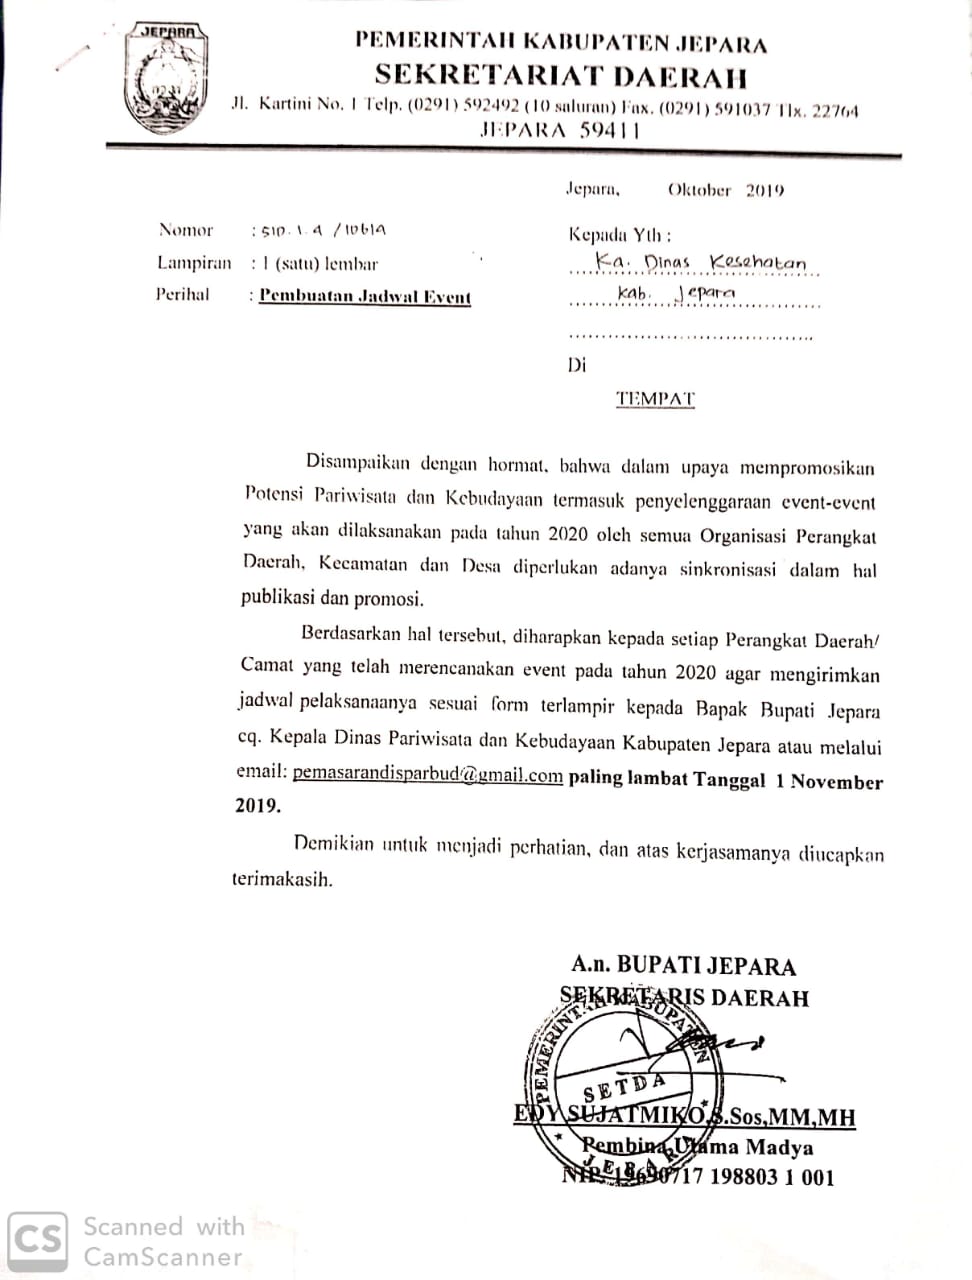 JEPARA
PEMERINTAH KABUPATEN JEPARA
SEKRETARIAT DAERAH
Jl. Kartini No. 1 Telp. (0291) 592492 (10 saluran) Fax. (0291) 591037 Tlx. 22764
JEPARA 59411
Jepara, Oktober 2019
Nomor :
Lampiran : 1 (satu) lembar
Perihal : Pembuatan Jadwal Event
Kepada Yth :
Ka. Dinas Kesehatan
Kab. Jepara
Di
TEMPAT
Disampaikan dengan hormat, bahwa dalam upaya mempromosikan
Potensi Pariwisata dan Kebudayaan termasuk penyelenggaraan event-event
yang akan dilaksanakan pada tahun 2020 oleh semua Organisasi Perangkat
Daerah, Kecamatan dan Desa diperlukan adanya sinkronisasi dalam hal
publikasi dan promosi.
Berdasarkan hal tersebut, diharapkan kepada setiap Perangkat Daerah/
Camat yang telah merencanakan event pada tahun 2020 agar mengirimkan
jadwal pelaksanaanya sesuai form terlampir kepada Bapak Bupati Jepara
cq. Kepala Dinas Pariwisata dan Kebudayaan Kabupaten Jepara atau melalui
email: pemasarandisparbud@gmail.com paling lambat Tanggal 1 November
2019.
Demikian untuk menjadi perhatian, dan atas kerjasamanya diucapkan
terimakasih.
A.n. BUPATI JEPARA
SEKRETARIS DAERAH
PEMERINTAH KABUPATEN
SETDA
JEPARA
EDY SUJATMIKO,S.Sos,MM,MH
Pembina Utama Madya
NIP. 19690717 198803 1 001
CS
Scanned with
CamScanner